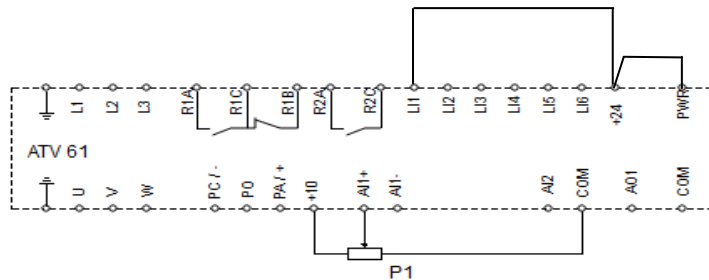 L1 L2 L3 R1A R1C R1B R2A R2C LI1 LI2 LI3 LI4 LI5 LI6 +24 PWR
ATV 61
U V W PC / - PO PA / + +10 AI1+ AI1- AI2 COM AO1 COM
P1